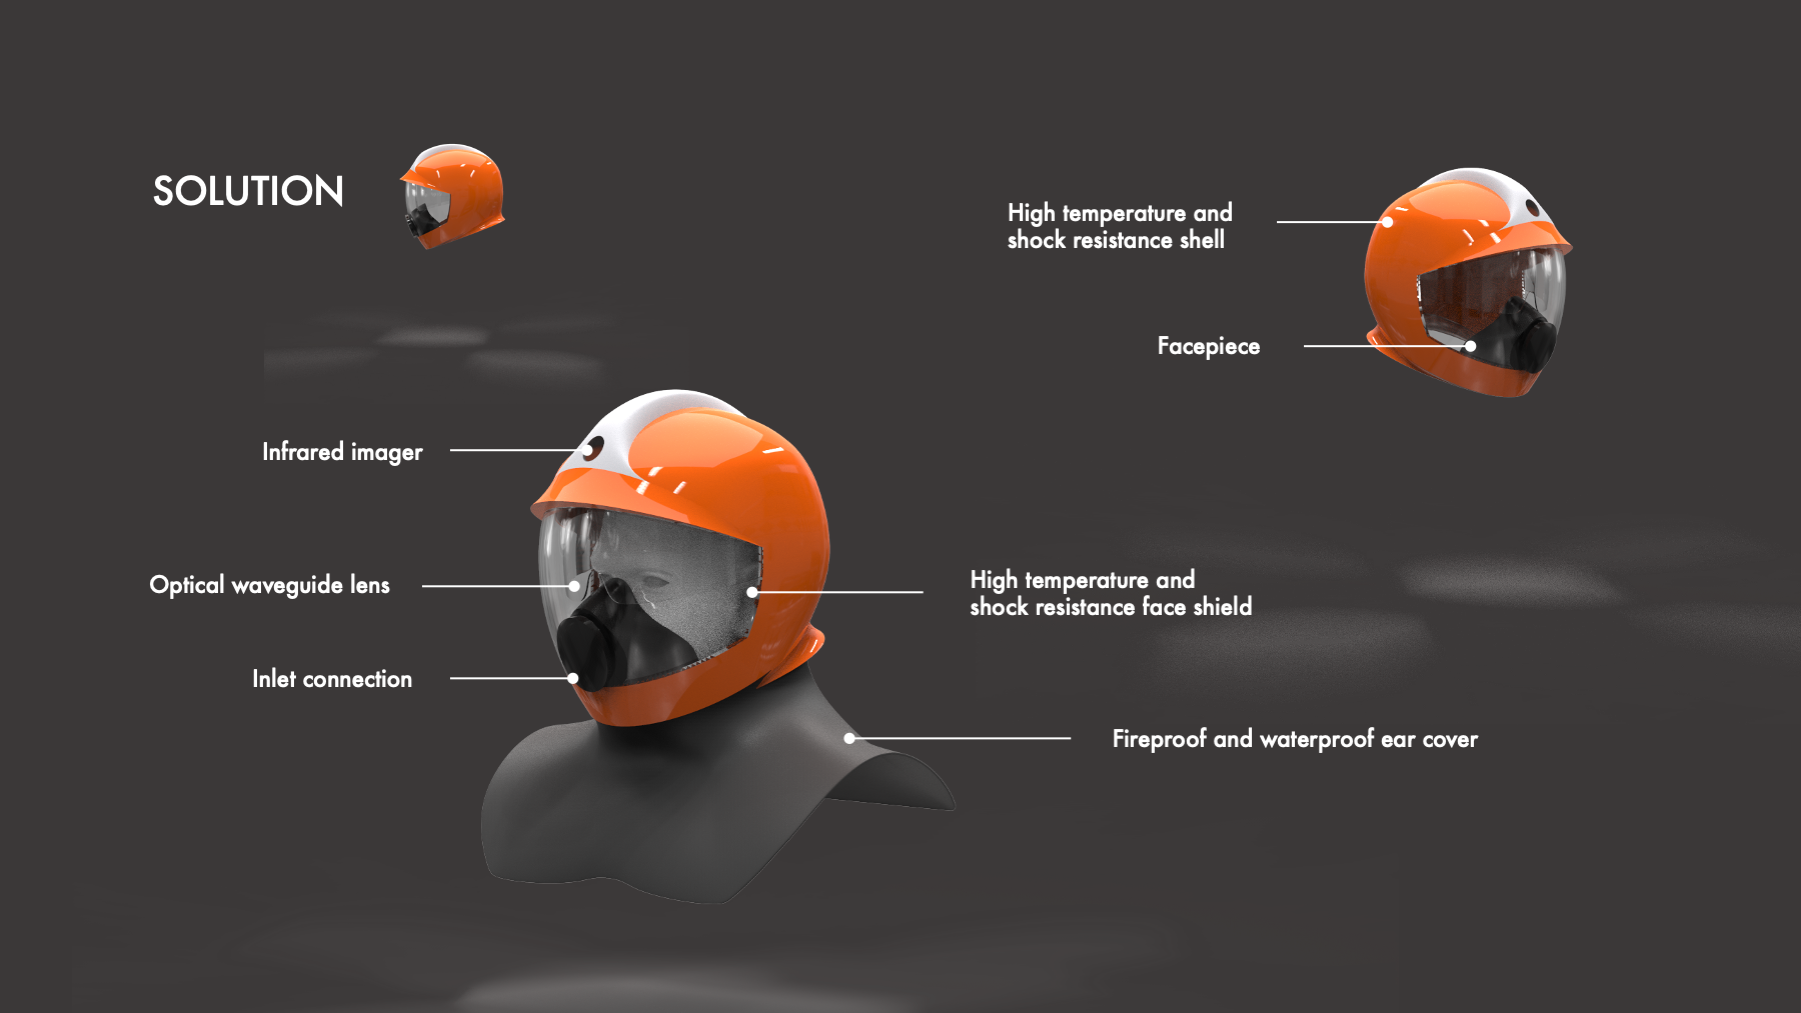 SOLUTION
High temperature and
shock resistance shell
Facepiece
Infrared imager
Optical waveguide lens
High temperature and
shock resistance face shield
Inlet connection
Fireproof and waterproof ear cover